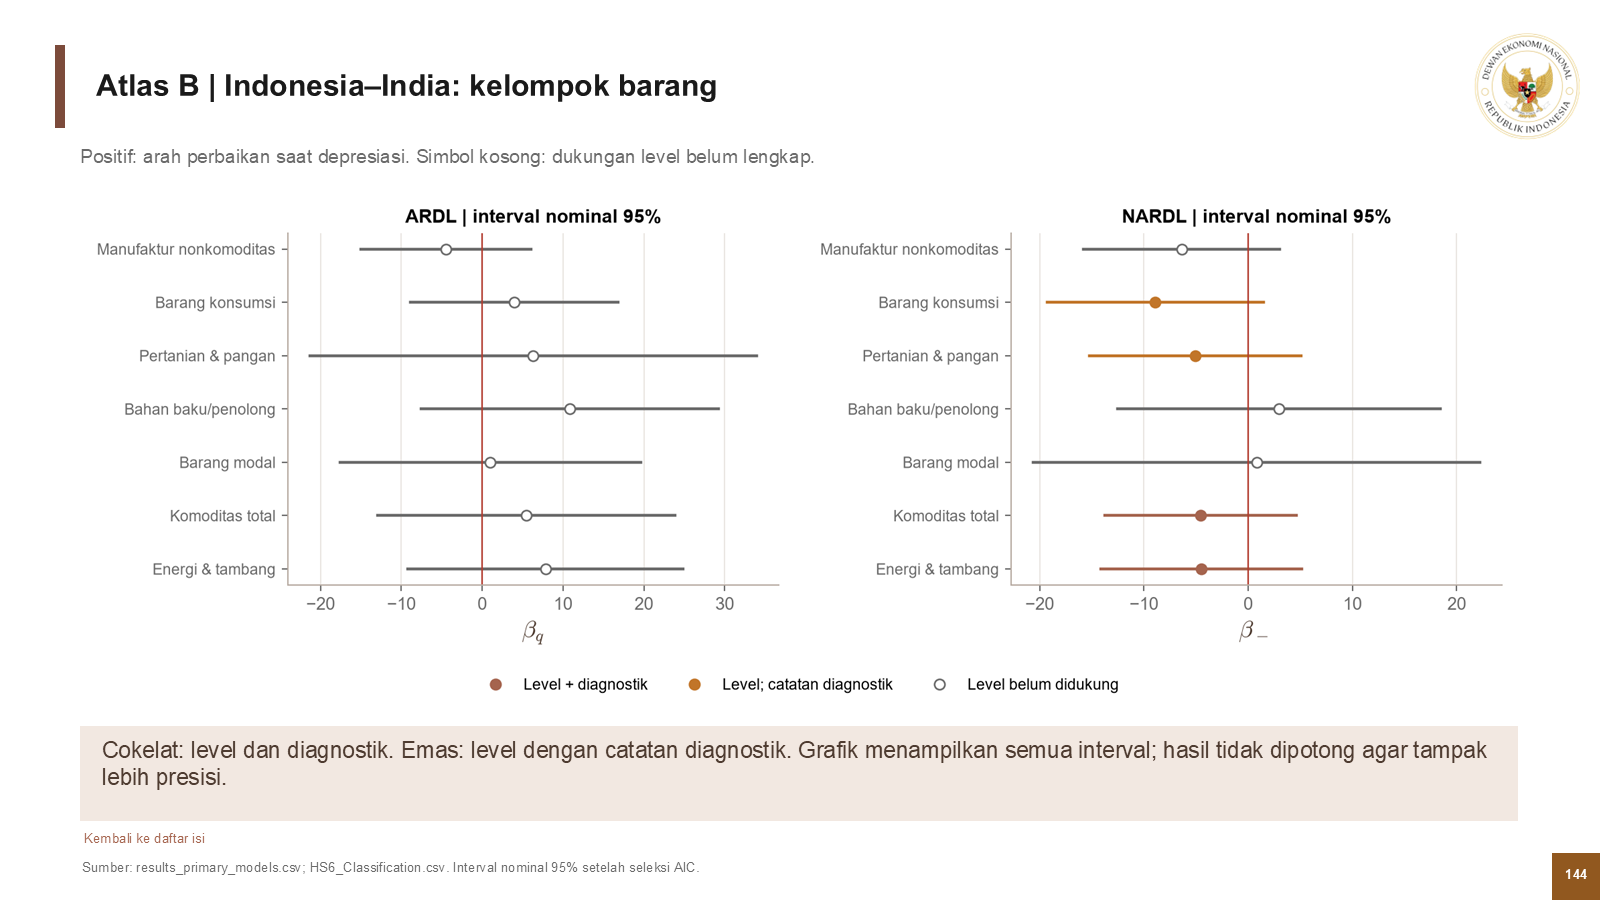 Atlas B | Indonesia–India: kelompok barang
DEWAN EKONOMI NASIONAL
REPUBLIK INDONESIA
Positif: arah perbaikan saat depresiasi. Simbol kosong: dukungan level belum lengkap.
ARDL | interval nominal 95%
Manufaktur nonkomoditas
Barang konsumsi
Pertanian & pangan
Bahan baku/penolong
Barang modal
Komoditas total
Energi & tambang
−20 −10 0 10 20 30
βq
NARDL | interval nominal 95%
Manufaktur nonkomoditas
Barang konsumsi
Pertanian & pangan
Bahan baku/penolong
Barang modal
Komoditas total
Energi & tambang
−20 −10 0 10 20
β−
Level + diagnostik Level; catatan diagnostik Level belum didukung
Cokelat: level dan diagnostik. Emas: level dengan catatan diagnostik. Grafik menampilkan semua interval; hasil tidak dipotong agar tampak
lebih presisi.
Kembali ke daftar isi
Sumber: results_primary_models.csv; HS6_Classification.csv. Interval nominal 95% setelah seleksi AIC.
144